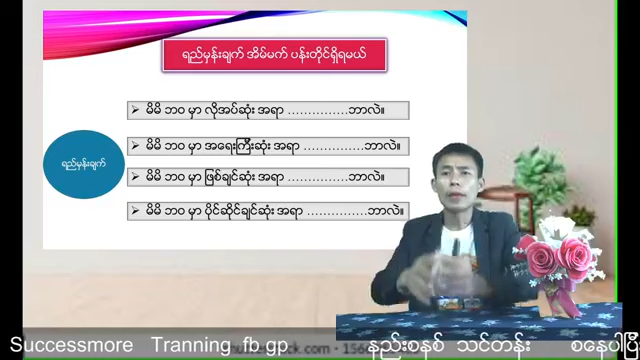 ရည်မှန်းချက် အိမ်မက် ပန်းတိုင်ရှိရမယ်
➢ မိမိ ဘဝ မှာ လိုအပ်ဆုံး အရာ ……………ဘာလဲ။
➢ မိမိ ဘဝ မှာ အရေးကြီးဆုံး အရာ ……………ဘာလဲ။
ရည်မှန်းချက်
➢ မိမိ ဘဝ မှာ ဖြစ်ချင်ဆုံး အရာ ……………ဘာလဲ။
➢ မိမိ ဘဝ မှာ ပိုင်ဆိုင်ချင်ဆုံး အရာ ……………ဘာလဲ။
Successmore Tranning fb gp နည်းစနစ် သင်တန်း စနေပါပြီ